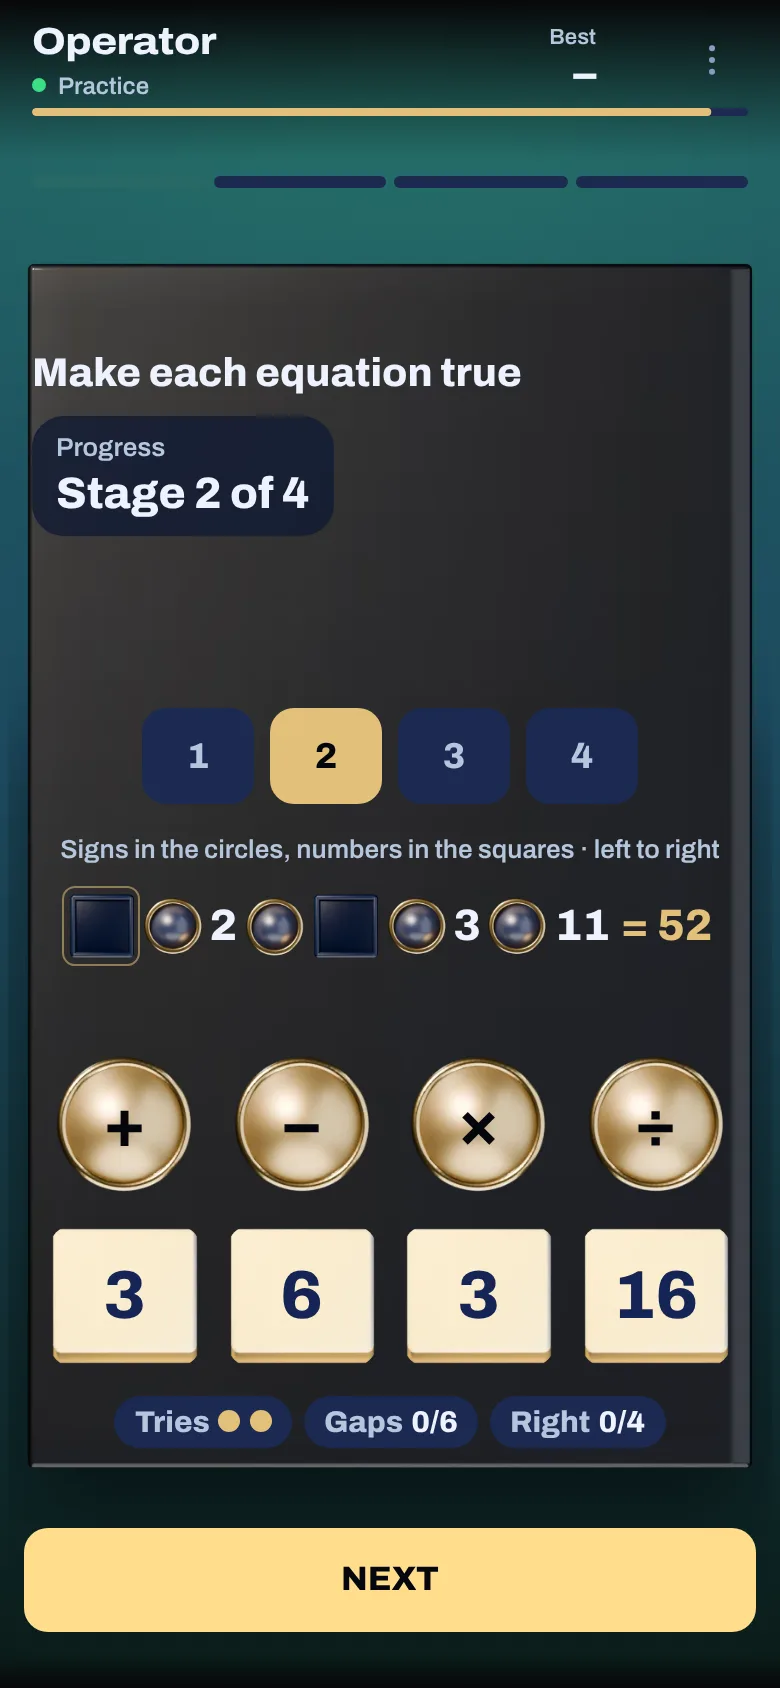 Operator
Best
Practice
–
Make each equation true
Progress
Stage 2 of 4
1 2 3 4
Signs in the circles, numbers in the squares · left to right
2 3 11 = 52
+ − × ÷
3 6 3 16
Tries Gaps 0/6 Right 0/4
NEXT